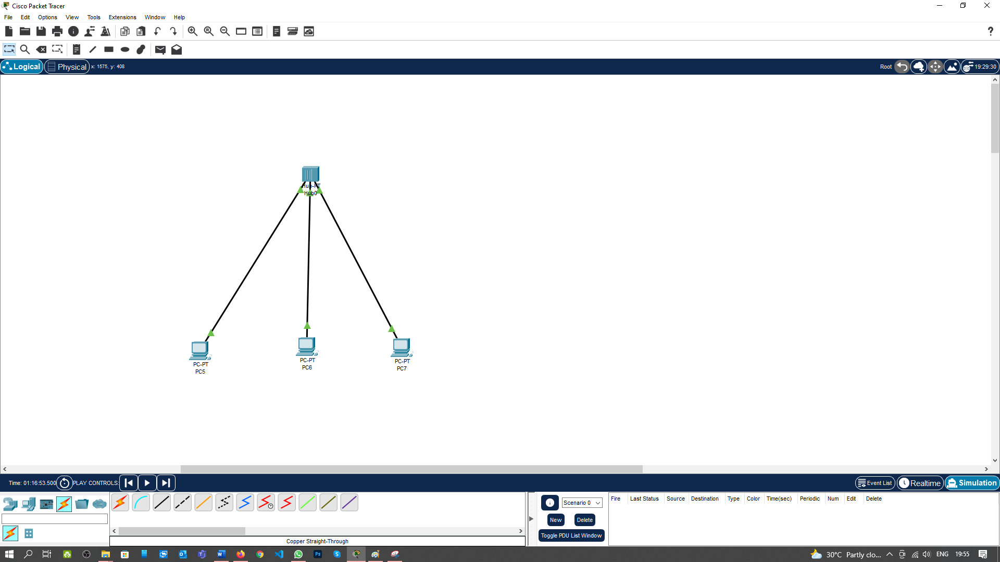 Cisco Packet Tracer
File Edit Options View Tools Extensions Window Help
Logical Physical x: 1575, y: 408 Root 19:29:30
Hub-PT
Hub0
PC-PT
PC5
PC-PT
PC6
PC-PT
PC7
Time: 01:16:53.500 PLAY CONTROLS: Event List Realtime Simulation
Scenario 0
New Delete
Toggle PDU List Window
Fire Last Status Source Destination Type Color Time(sec) Periodic Num Edit Delete
Copper Straight-Through
30°C Partly clo... ENG 19:55